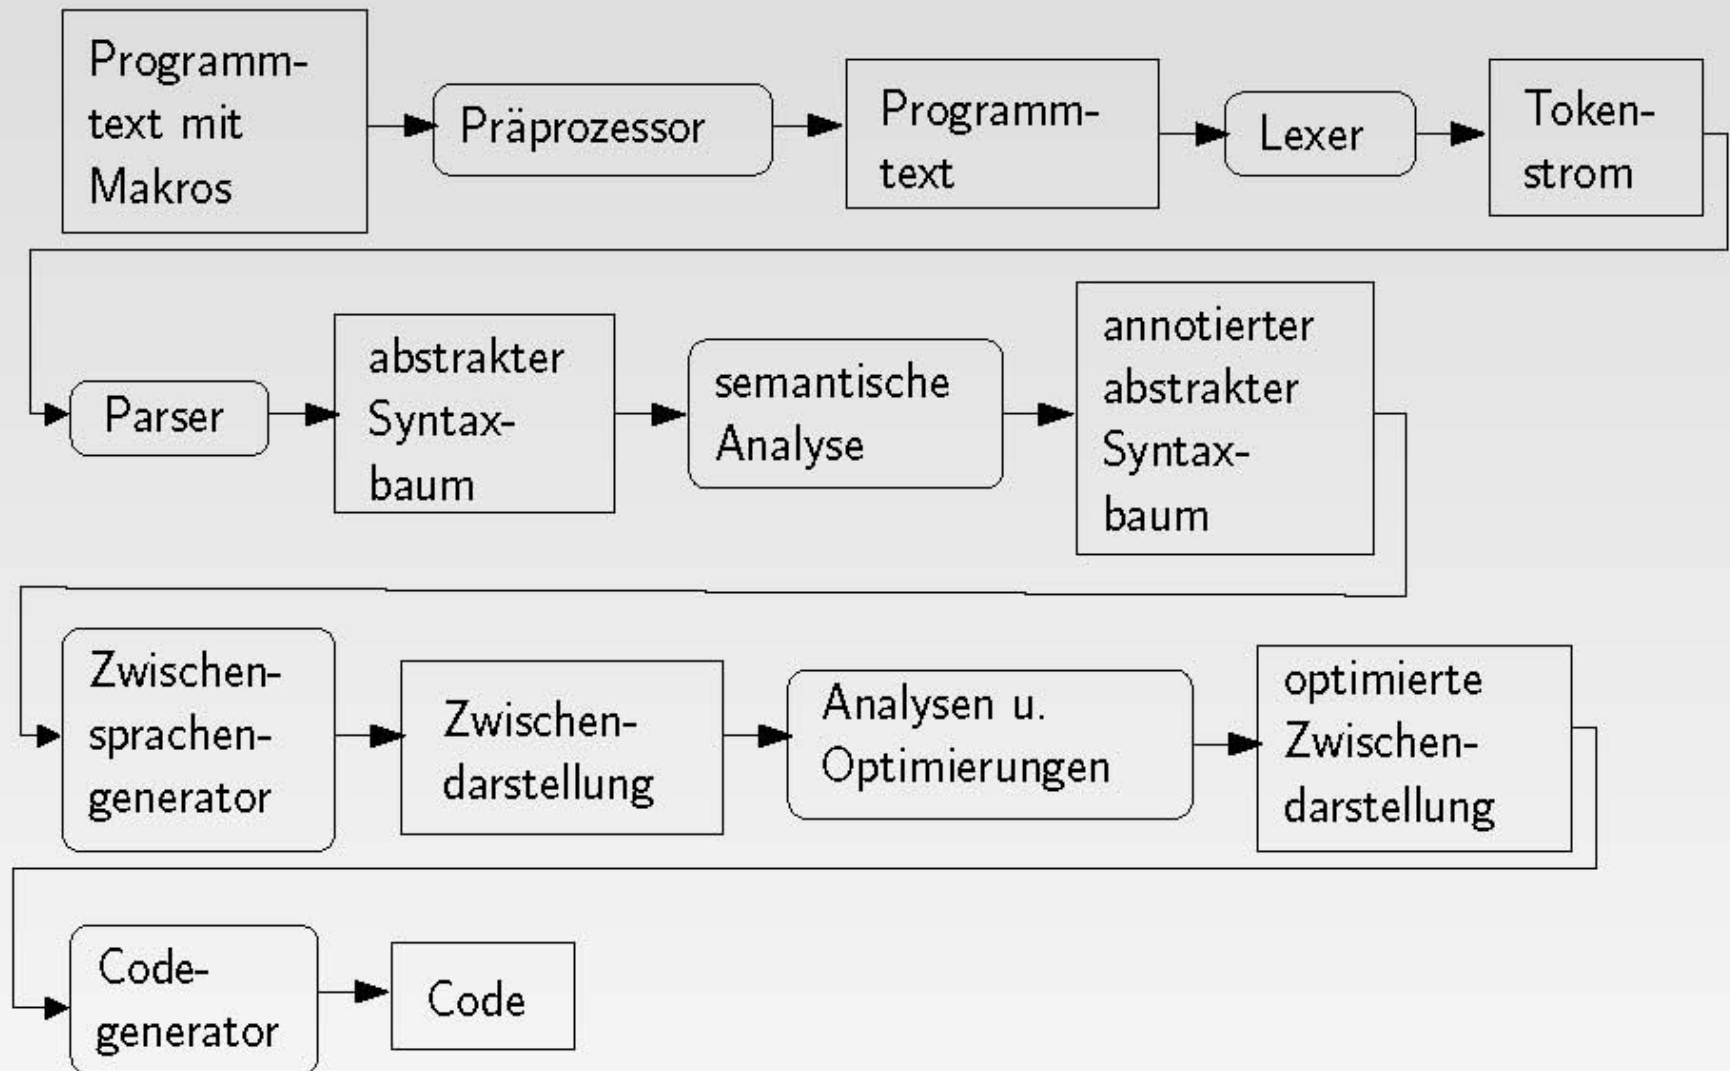 Programm-
text mit
Makros
Präprozessor
Programm-
text
Lexer
Token-
strom
Parser
abstrakter
Syntax-
baum
semantische
Analyse
annotierter
abstrakter
Syntax-
baum
Zwischen-
sprachen-
generator
Zwischen-
darstellung
Analysen u.
Optimierungen
optimierte
Zwischen-
darstellung
Code-
generator
Code